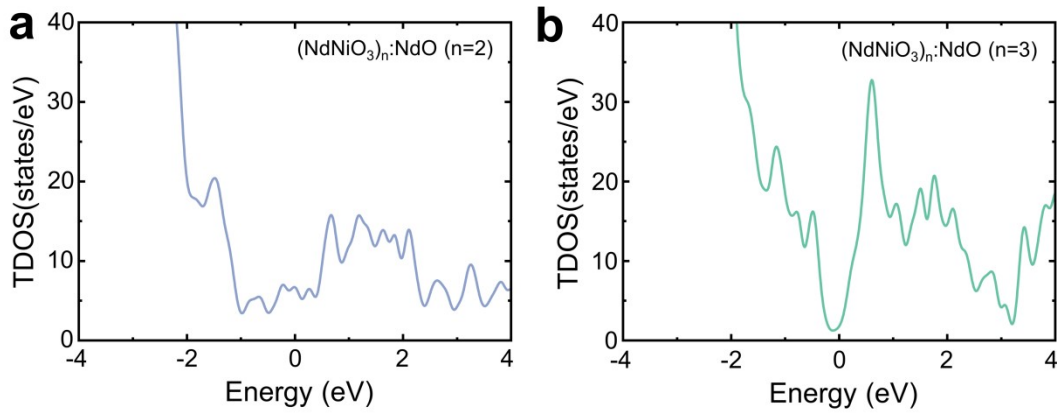 a
(NdNiO₃)ₙ:NdO (n=2)
TDOS(states/eV)
40
30
20
10
0
-4
-2
0
2
4
Energy (eV)
b
(NdNiO₃)ₙ:NdO (n=3)
TDOS(states/eV)
40
30
20
10
0
-4
-2
0
2
4
Energy (eV)